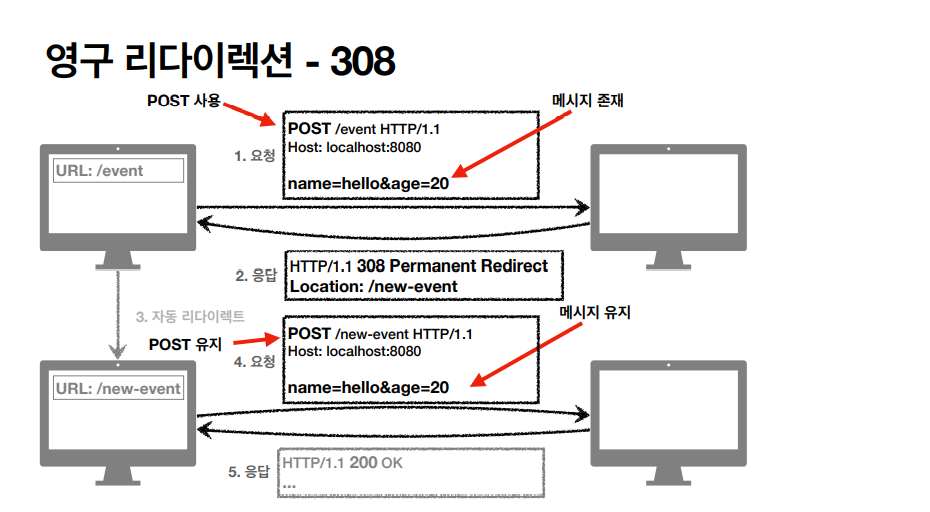 영구 리다이렉션 - 308
POST 사용
메시지 존재
1. 요청
POST /event HTTP/1.1
Host: localhost:8080
name=hello&age=20
URL: /event
2. 응답
HTTP/1.1 308 Permanent Redirect
Location: /new-event
3. 자동 리다이렉트
메시지 유지
POST 유지
4. 요청
POST /new-event HTTP/1.1
Host: localhost:8080
name=hello&age=20
URL: /new-event
5. 응답
HTTP/1.1 200 OK
...